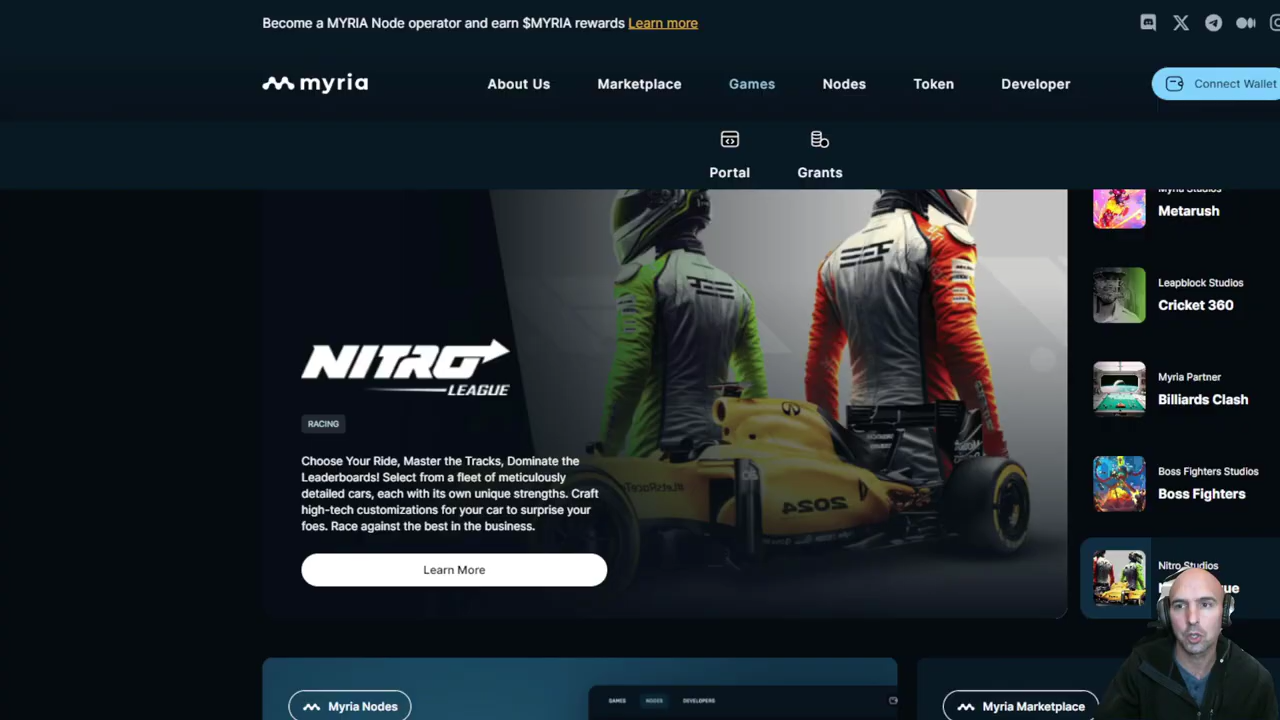 Become a MYRIA Node operator and earn $MYRIA rewards Learn more
myria
About Us
Marketplace
Games
Nodes
Token
Developer
Connect Wallet
Portal
Grants
Metarush
Leapblock Studios
Cricket 360
Myria Partner
Billiards Clash
Boss Fighters Studios
Boss Fighters
Nitro Studios
NITRO
LEAGUE
RACING
Choose Your Ride, Master the Tracks, Dominate the
Leaderboards! Select from a fleet of meticulously
detailed cars, each with its own unique strengths. Craft
high-tech customizations for your car to surprise your
foes. Race against the best in the business.
Learn More
2024
Myria Nodes
GAMES
NODES
DEVELOPERS
Myria Marketplace